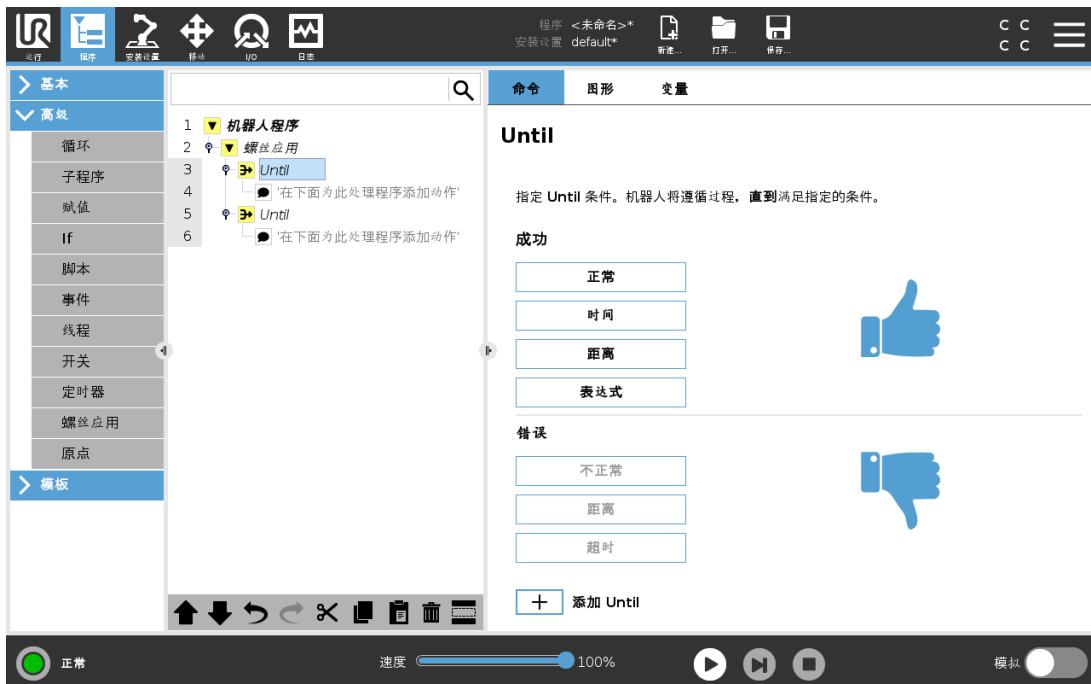 程序 <未命名>*
安装设置 default*
UR
运行 程序 安装设置 移动 I/O 日志
新建... 打开... 保存...
C C
C C
基本
高级
循环
子程序
赋值
If
脚本
事件
线程
开关
定时器
螺丝应用
原点
模板
1 机器人程序
2 螺丝应用
3 Until
4 '在下面为此处理程序添加动作'
5 Until
6 '在下面为此处理程序添加动作'
命令 图形 变量
Until
指定 Until 条件。机器人将遵循过程，直到满足指定的条件。
成功
正常
时间
距离
表达式
错误
不正常
距离
超时
添加 Until
正常
速度 100%
模拟